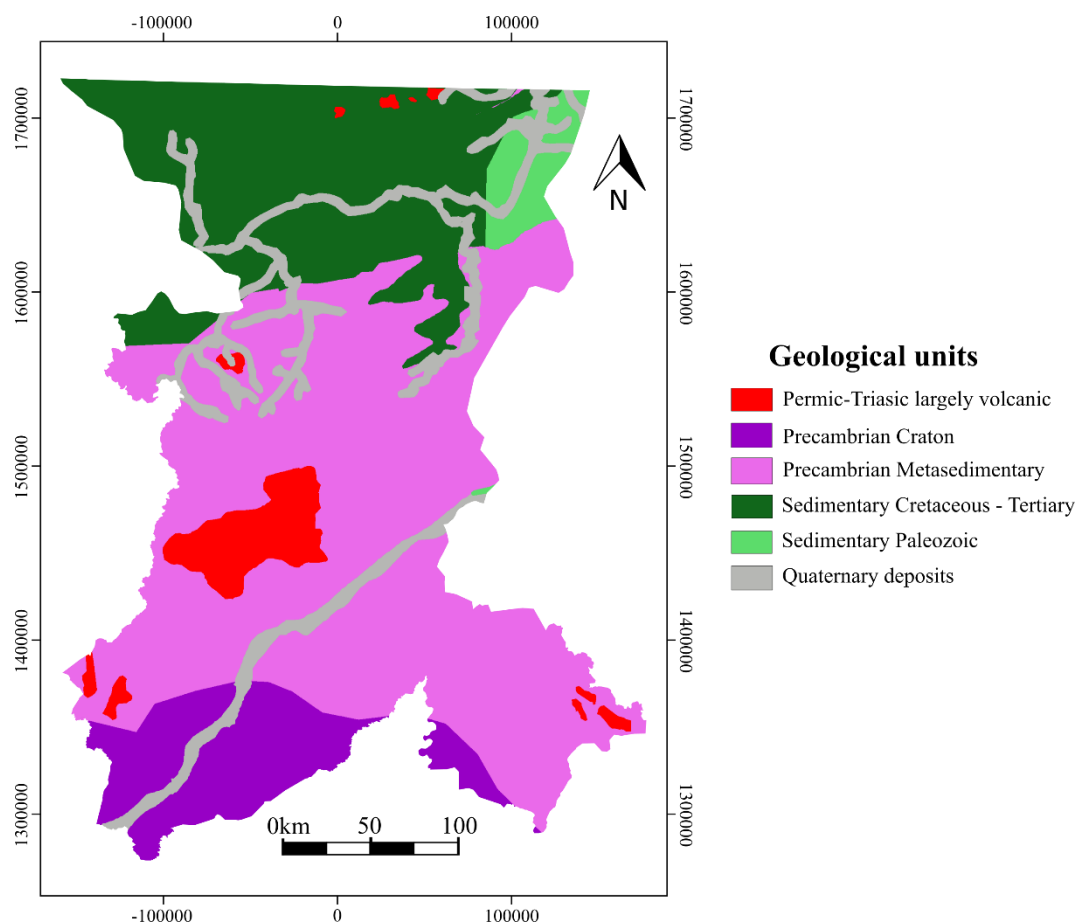 -100000 0 100000
1700000 1700000
N
1600000 1600000
Geological units
Permic-Triasic largely volcanic
Precambrian Craton
Precambrian Metasedimentary
Sedimentary Cretaceous - Tertiary
Sedimentary Paleozoic
Quaternary deposits
1500000 1500000
1400000 1400000
1300000 1300000
0km 50 100
-100000 0 100000